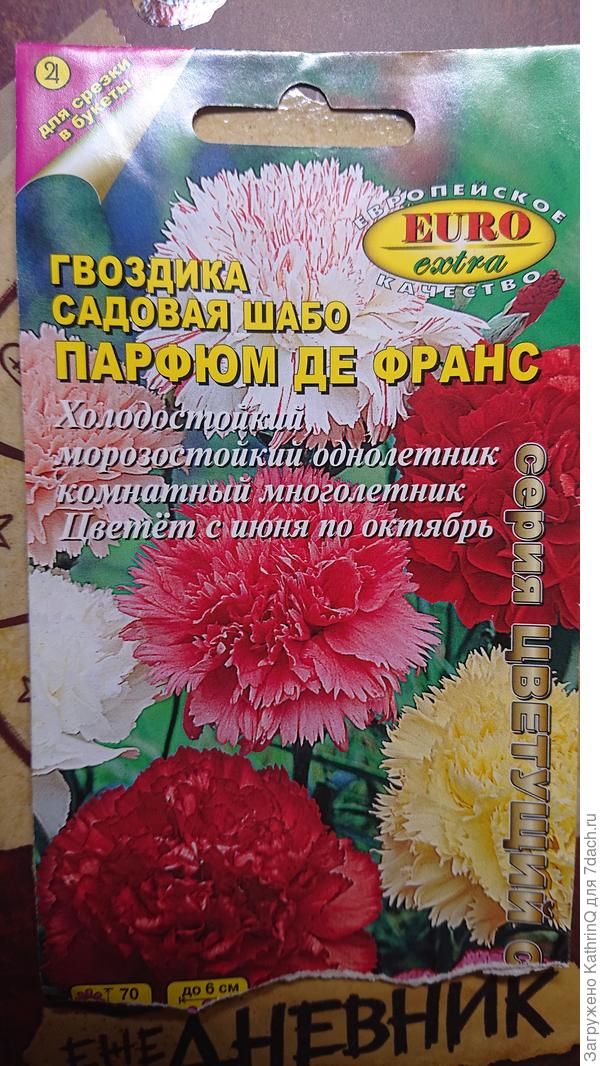 для срезки
в букеты
ЕВРОПЕЙСКОЕ
EURO
extra
КАЧЕСТВО
ГВОЗДИКА
САДОВАЯ ШАБО
ПАРФЮМ ДЕ ФРАНС
Холодостойкий
морозостойкий однолетник
комнатный многолетник
Цветёт с июня по октябрь
серия ЦВЕТУЩИЙ С
70
до 6 см
ЕЖЕДНЕВНИК
Загружено KathrinQ для 7dach.ru